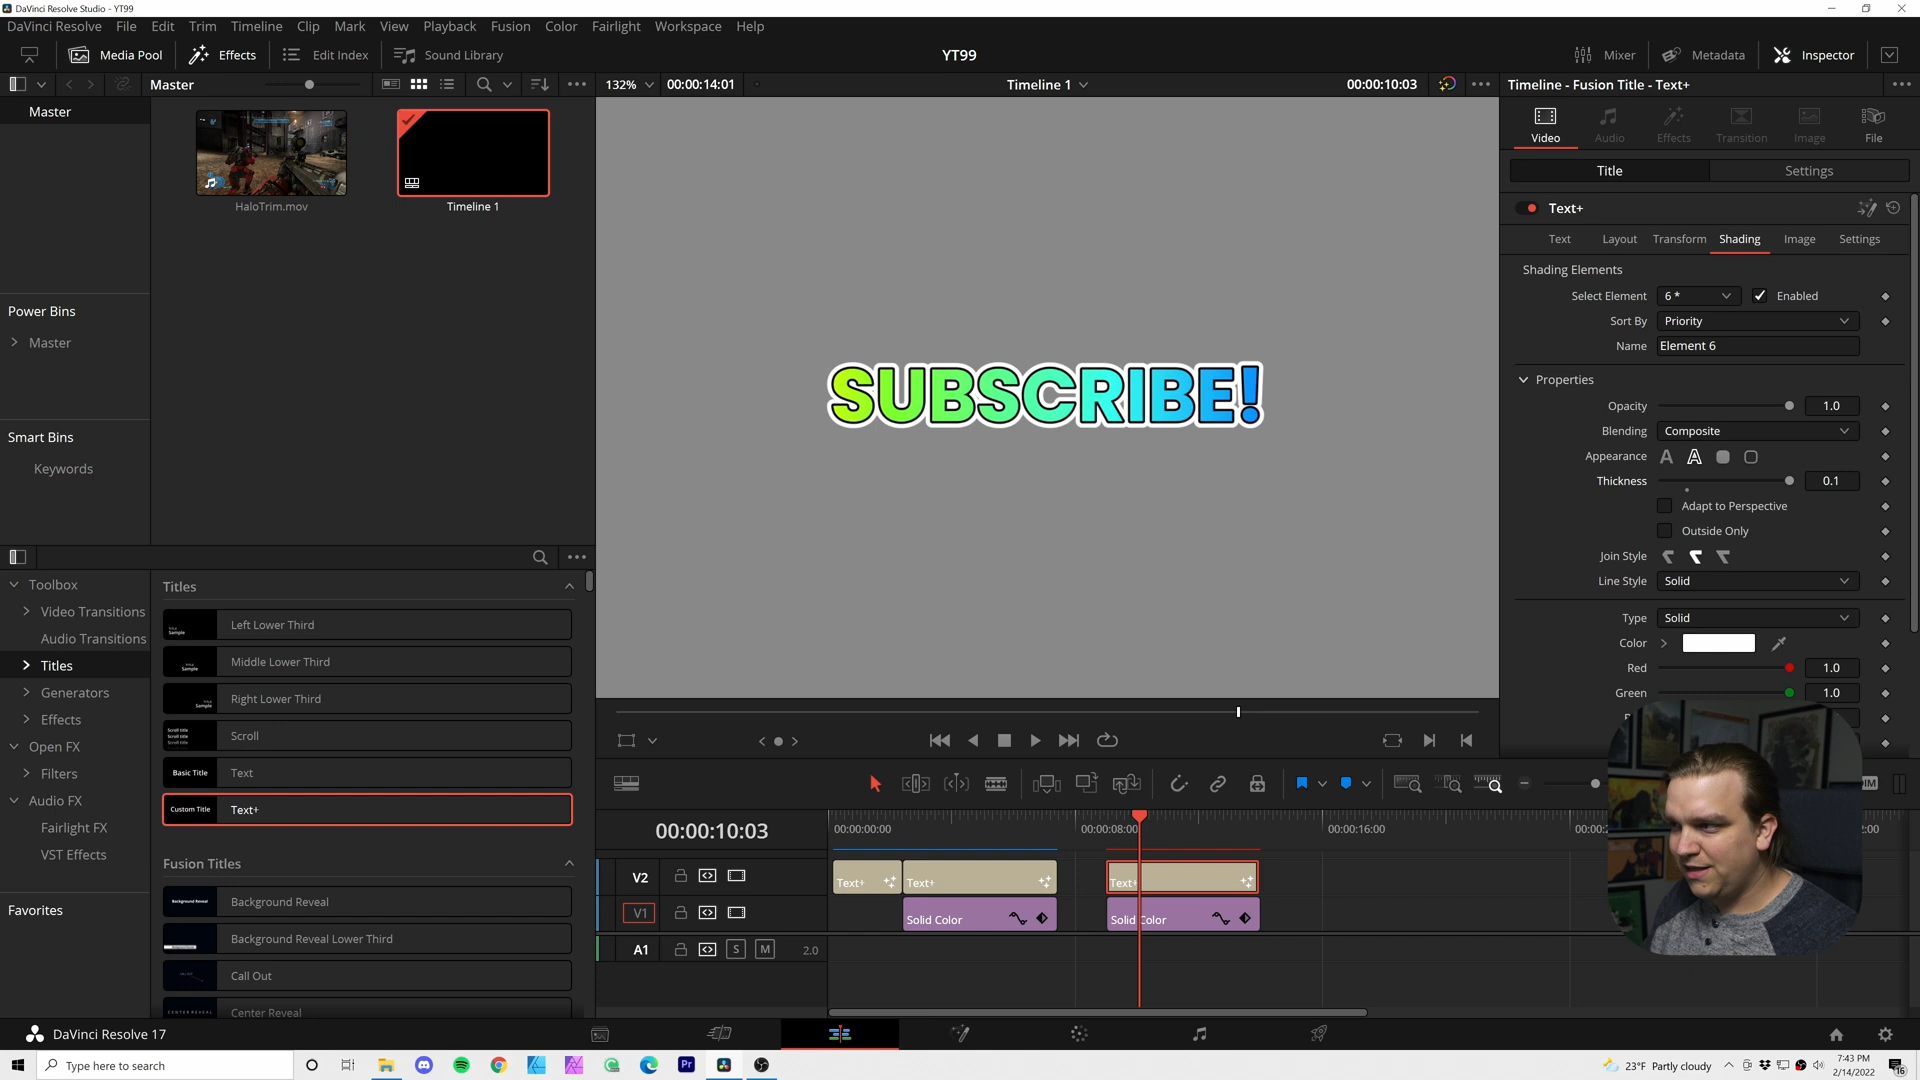 DaVinci Resolve Studio - YT99
DaVinci Resolve File Edit Trim Timeline Clip Mark View Playback Fusion Color Fairlight Workspace Help
Media Pool Effects Edit Index Sound Library YT99 Mixer Metadata Inspector
Master 132% 00:00:14:01 Timeline 1 00:00:10:03 Timeline - Fusion Title - Text+
Master
HaloTrim.mov
Timeline 1
Power Bins
Master
Smart Bins
Keywords
SUBSCRIBE!
Video Audio Effects Transition Image File
Title Settings
Text+
Text Layout Transform Shading Image Settings
Shading Elements
Select Element 6 * Enabled
Sort By Priority
Name Element 6
Properties
Opacity 1.0
Blending Composite
Appearance A A
Thickness 0.1
Adapt to Perspective
Outside Only
Join Style
Line Style Solid
Type Solid
Color
Red 1.0
Green 1.0
Toolbox
Video Transitions
Audio Transitions
Titles
Generators
Effects
Open FX
Filters
Audio FX
Fairlight FX
VST Effects
Favorites
Titles
Left Lower Third
Middle Lower Third
Right Lower Third
Scroll
Basic Title Text
Custom Title Text+
Fusion Titles
Background Reveal Background Reveal
Background Reveal Lower Third
Call Out
CENTER REVEAL Center Reveal
00:00:10:03 00:00:00:00 00:00:08:00 00:00:16:00
V2 Text+ Text+ Text+
V1 Solid Color Solid Color
A1 S M 2.0
DaVinci Resolve 17
Type here to search
23°F Partly cloudy
7:43 PM
2/14/2022
16